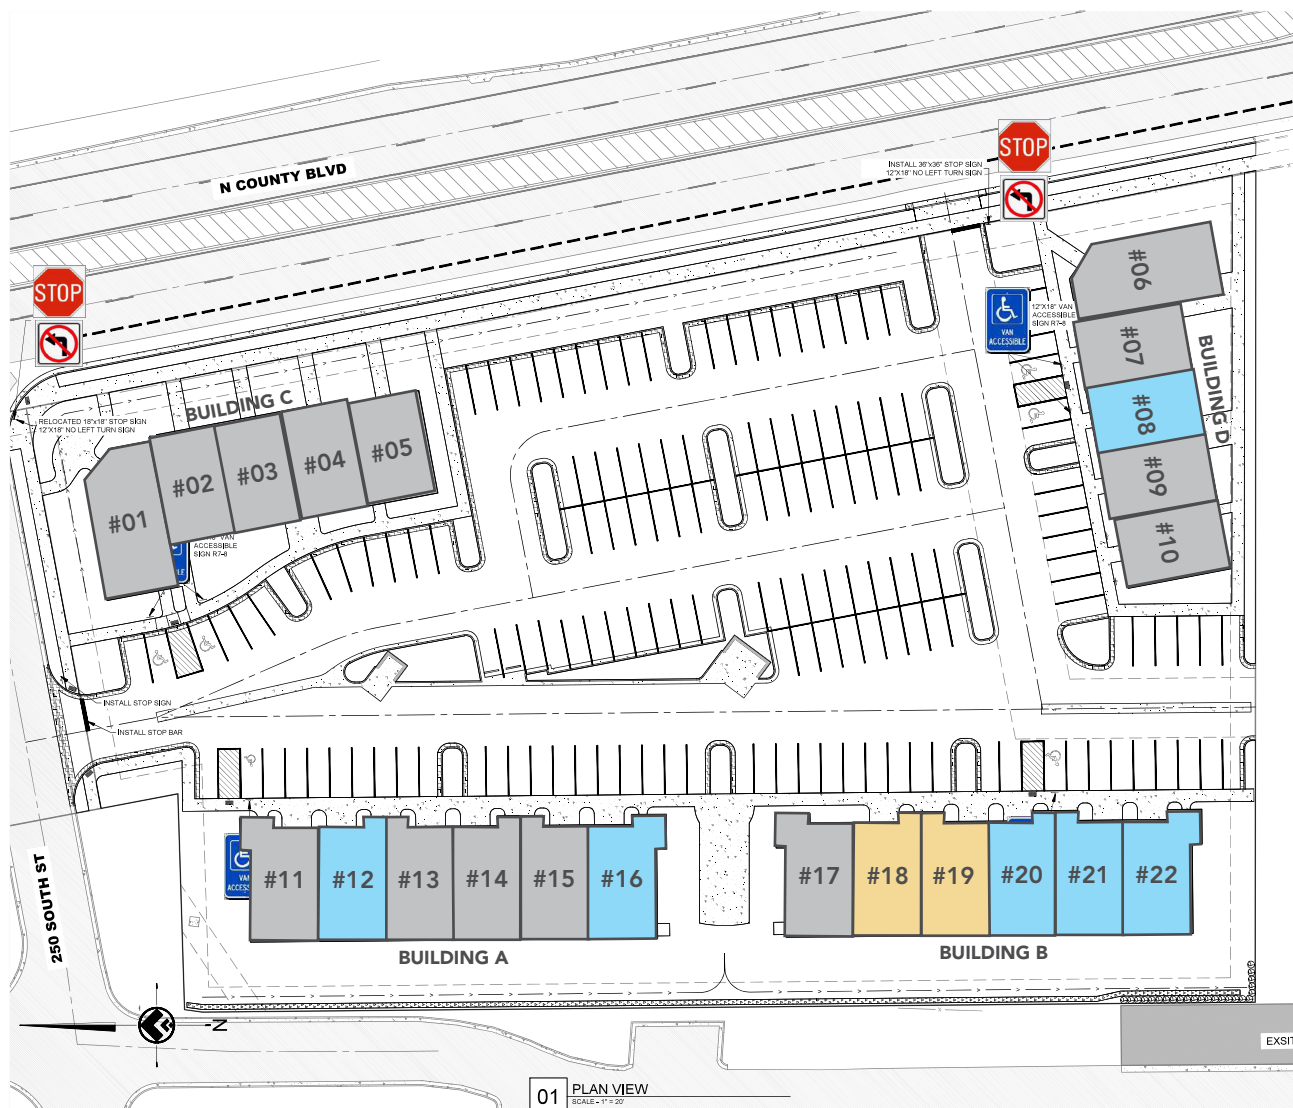 N COUNTY BLVD
STOP
INSTALL 36"x36" STOP SIGN
12"X18" NO LEFT TURN SIGN
STOP
VAN
ACCESSIBLE
12"X18" VAN
ACCESSIBLE
SIGN R7-8
#06
#07
#08
#09
#10
BUILDING D
BUILDING C
RELOCATED 18"x18" STOP SIGN
12"X18" NO LEFT TURN SIGN
#01
#02
#03
#04
#05
VAN
ACCESSIBLE
SIGN R7-8
INSTALL STOP SIGN
INSTALL STOP BAR
VAN
#11
#12
#13
#14
#15
#16
BUILDING A
#17
#18
#19
#20
#21
#22
BUILDING B
250 SOUTH ST
N
EXSIT
01
PLAN VIEW
SCALE - 1" = 20'